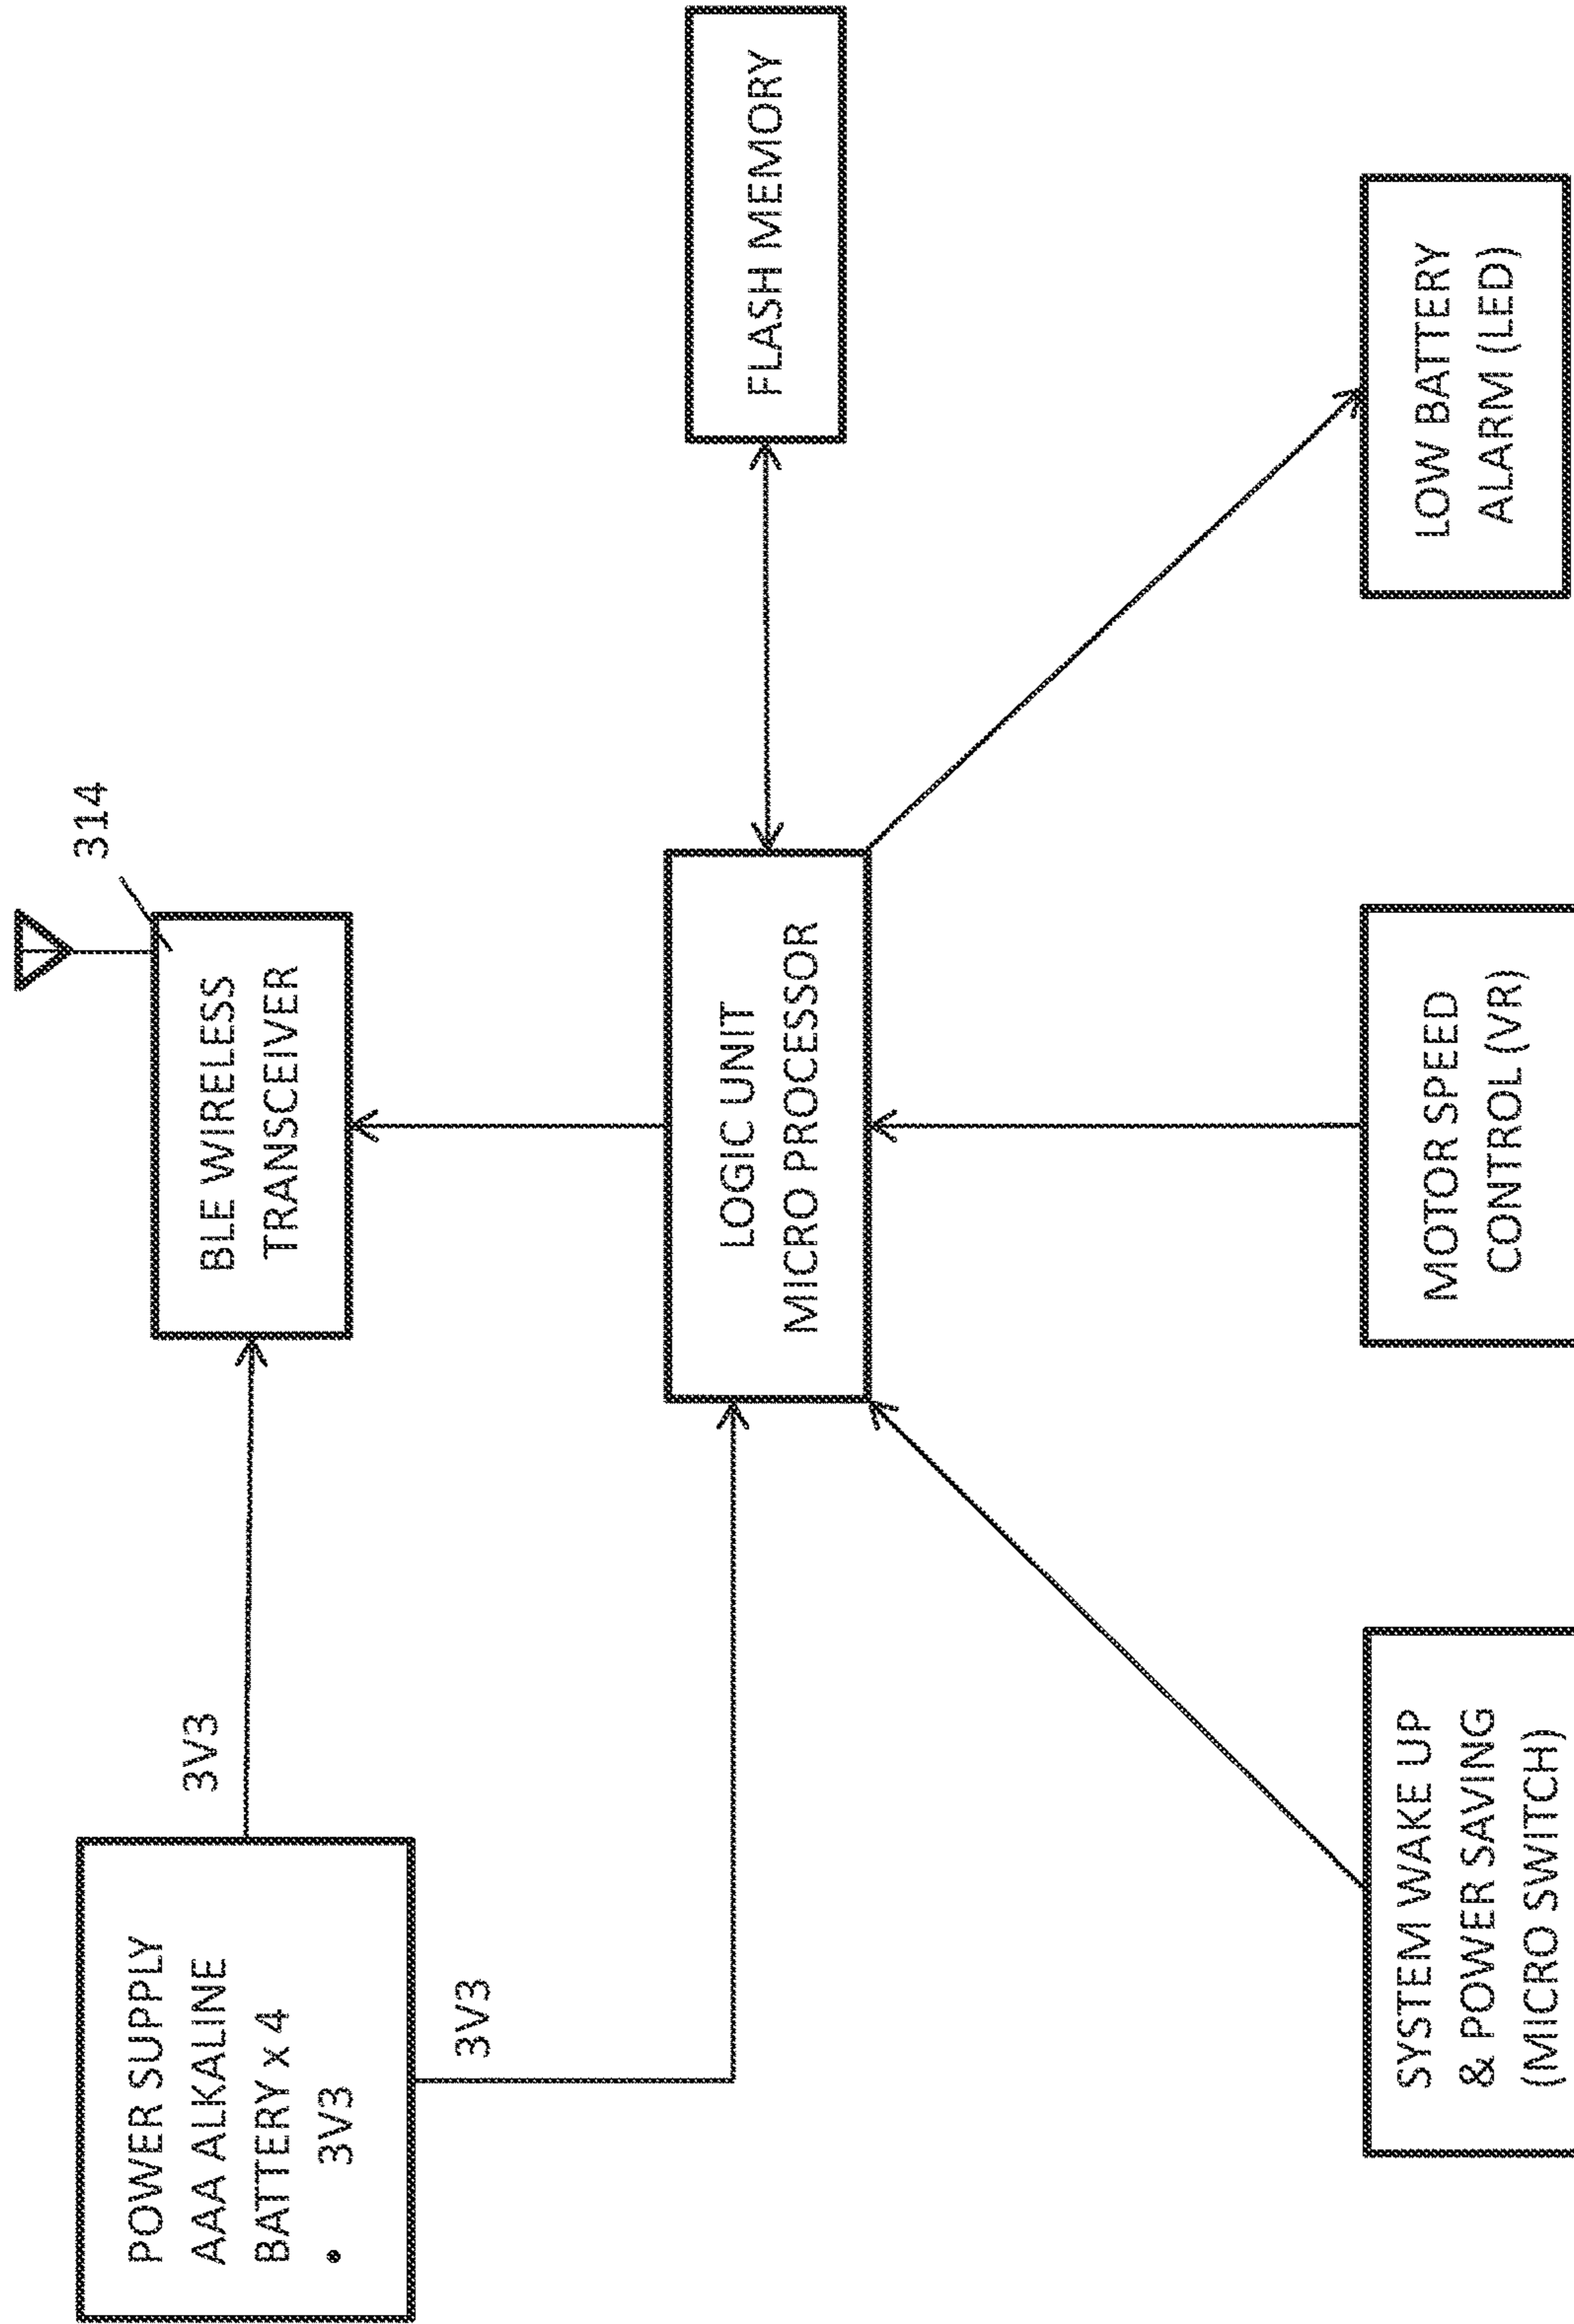 POWER SUPPLY
AAA ALKALINE
BATTERY x 4
• 3V3
3V3
3V3
BLE WIRELESS
TRANSCEIVER
314
LOGIC UNIT
MICRO PROCESSOR
FLASH MEMORY
SYSTEM WAKE UP
& POWER SAVING
(MICRO SWITCH)
MOTOR SPEED
CONTROL (VR)
LOW BATTERY
ALARM (LED)